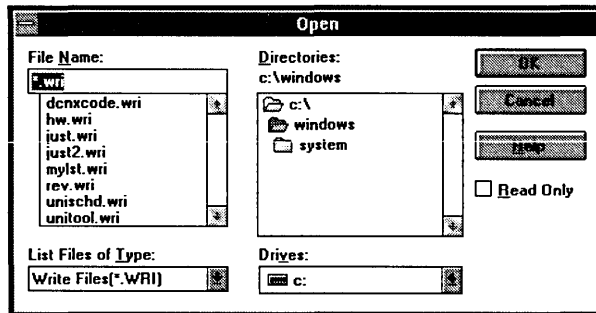 Open
File Name:
*.wri
dcnxcode.wri
hw.wri
just.wri
just2.wri
mylst.wri
rev.wri
unischd.wri
unitool.wri
List Files of Type:
Write Files(*.WRI)
Directories:
c:\windows
c:\
windows
system
Drives:
c:
OK
Cancel
Help
Read Only